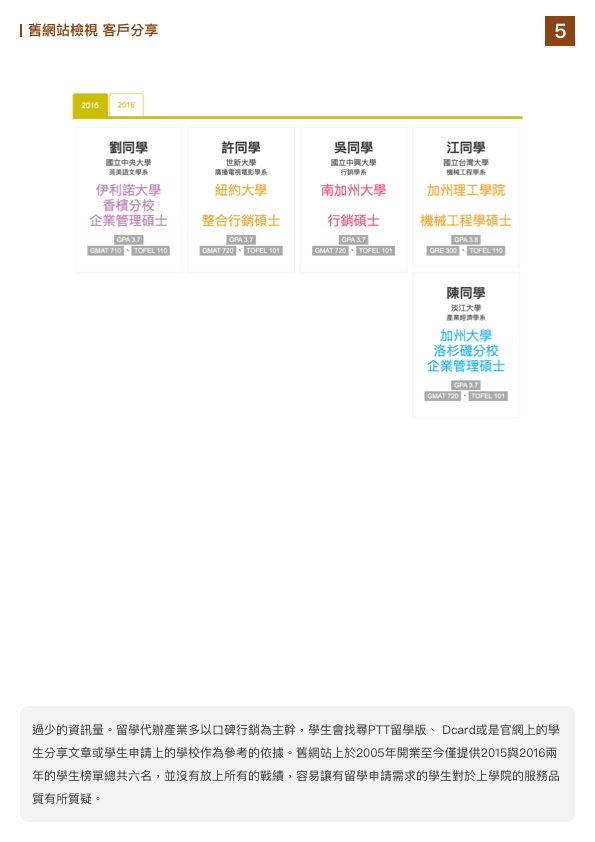 舊網站檢視 客戶分享
5
2015
2016
劉同學
國立中央大學
英美語文學系
伊利諾大學
香檳分校
企業管理碩士
GPA 3.7
GMAT 710、TOFEL 110
許同學
世新大學
廣播電視電影學系
紐約大學
整合行銷碩士
GPA 3.7
GMAT 720、TOFEL 101
吳同學
國立中興大學
行銷學系
南加州大學
行銷碩士
GPA 3.7
GMAT 720、TOFEL 101
江同學
國立台灣大學
機械工程學系
加州理工學院
機械工程學碩士
GPA 3.8
GRE 300、TOFEL 110
陳同學
淡江大學
產業經濟學系
加州大學
洛杉磯分校
企業管理碩士
GPA 3.7
GMAT 720、TOFEL 101
過少的資訊量。留學代辦產業多以口碑行銷為主幹，學生會找尋PTT留學版、 Dcard或是官網上的學
生分享文章或學生申請上的學校作為參考的依據。舊網站上於2005年開業至今僅提供2015與2016兩
年的學生榜單總共六名，並沒有放上所有的戰績，容易讓有留學申請需求的學生對於上學院的服務品
質有所質疑。